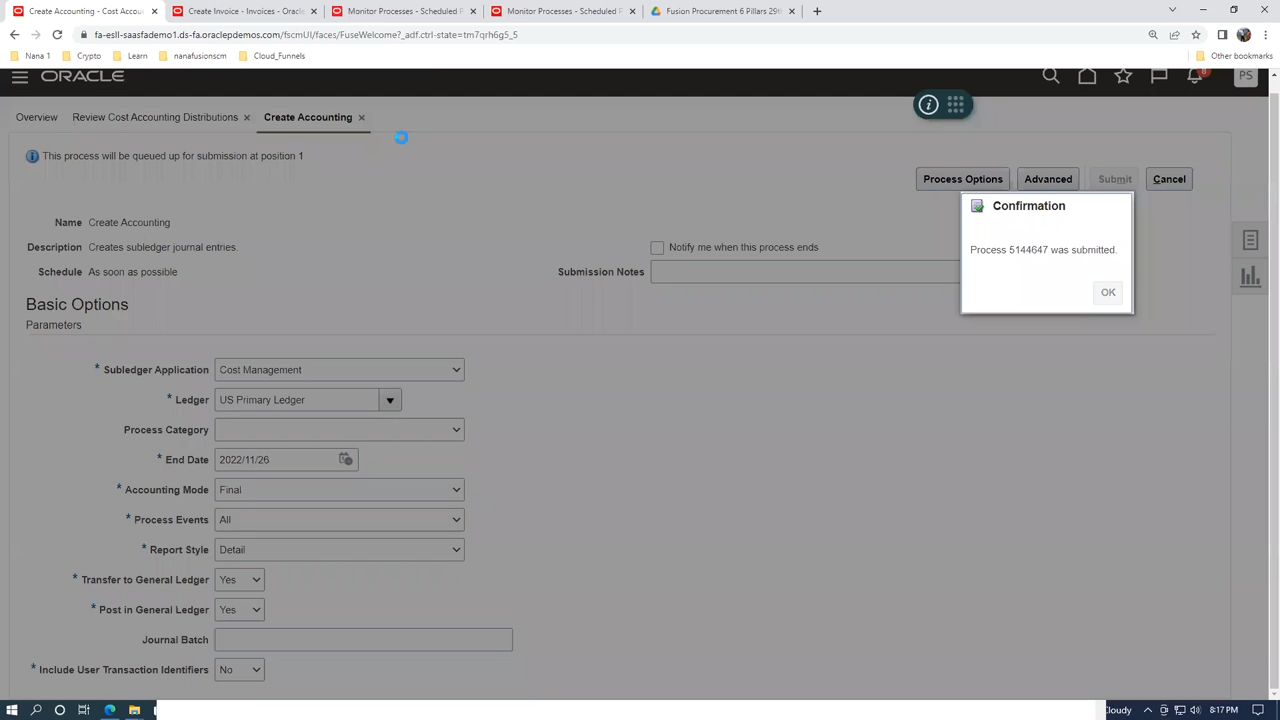 Create Accounting - Cost Accou
Create Invoice - Invoices - Oracle
Monitor Processes - Scheduled P
Monitor Processes - Scheduled P
Fusion Procurement 6 Pillars 29th
fa-esll-saasfademo1.ds-fa.oraclepdemos.com/fscmUI/faces/FuseWelcome?_adf.ctrl-state=tm7qrh6g5_5
Nana 1
Crypto
Learn
nanafusionscm
Cloud_Funnels
Other bookmarks
ORACLE
8
PS
Overview
Review Cost Accounting Distributions
Create Accounting
This process will be queued up for submission at position 1
Process Options
Advanced
Submit
Cancel
Confirmation
Process 5144647 was submitted.
OK
Name Create Accounting
Description Creates subledger journal entries.
Notify me when this process ends
Schedule As soon as possible
Submission Notes
Basic Options
Parameters
* Subledger Application Cost Management
* Ledger US Primary Ledger
Process Category
* End Date 2022/11/26
* Accounting Mode Final
* Process Events All
* Report Style Detail
* Transfer to General Ledger Yes
* Post in General Ledger Yes
Journal Batch
* Include User Transaction Identifiers No
Cloudy
8:17 PM